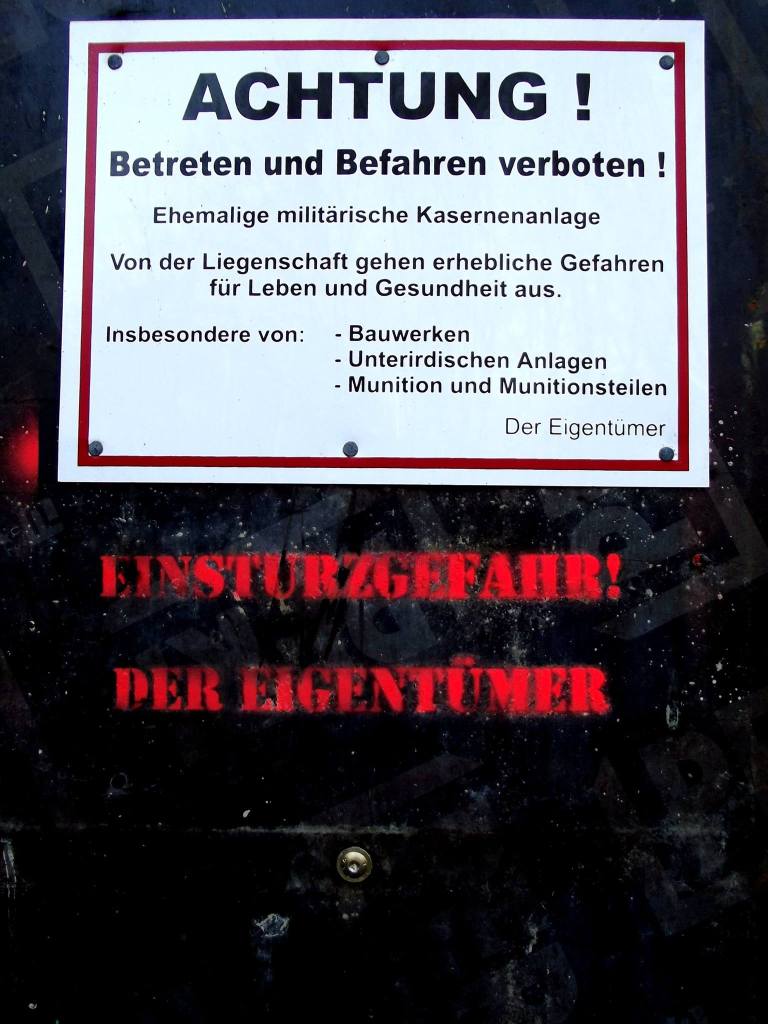 ACHTUNG !
Betreten und Befahren verboten !
Ehemalige militärische Kasernenanlage
Von der Liegenschaft gehen erhebliche Gefahren
für Leben und Gesundheit aus.
Insbesondere von: - Bauwerken
- Unterirdischen Anlagen
- Munition und Munitionsteilen
Der Eigentümer
EINSTURZGEFAHR!
DER EIGENTÜMER